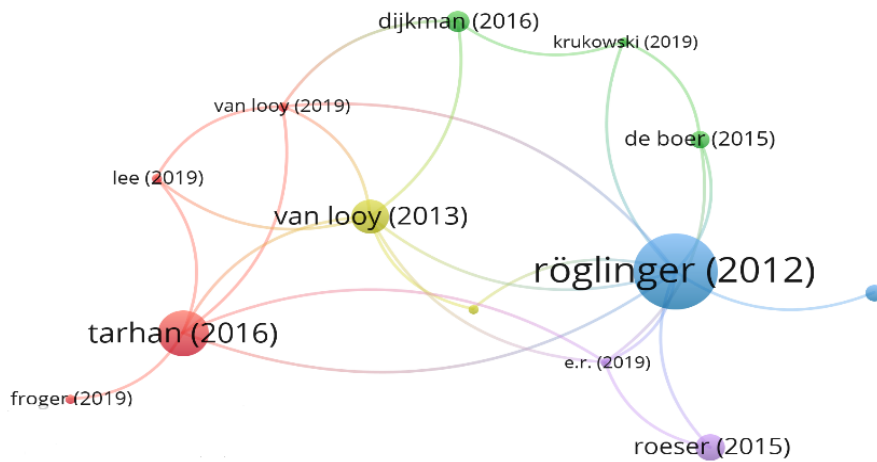 dijkman (2016)
krukowski (2019)
van looy (2019)
de boer (2015)
lee (2019)
van looy (2013)
röglinger (2012)
tarhan (2016)
e.r. (2019)
froger (2019)
roeser (2015)